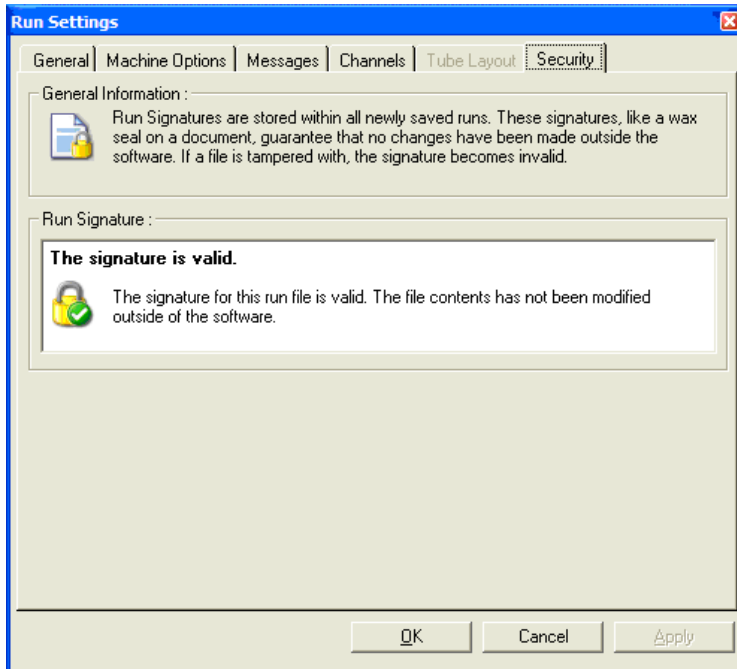 Run Settings
General Machine Options Messages Channels Tube Layout Security
General Information :
Run Signatures are stored within all newly saved runs. These signatures, like a wax
seal on a document, guarantee that no changes have been made outside the
software. If a file is tampered with, the signature becomes invalid.
Run Signature :
The signature is valid.
The signature for this run file is valid. The file contents has not been modified
outside of the software.
OK Cancel Apply